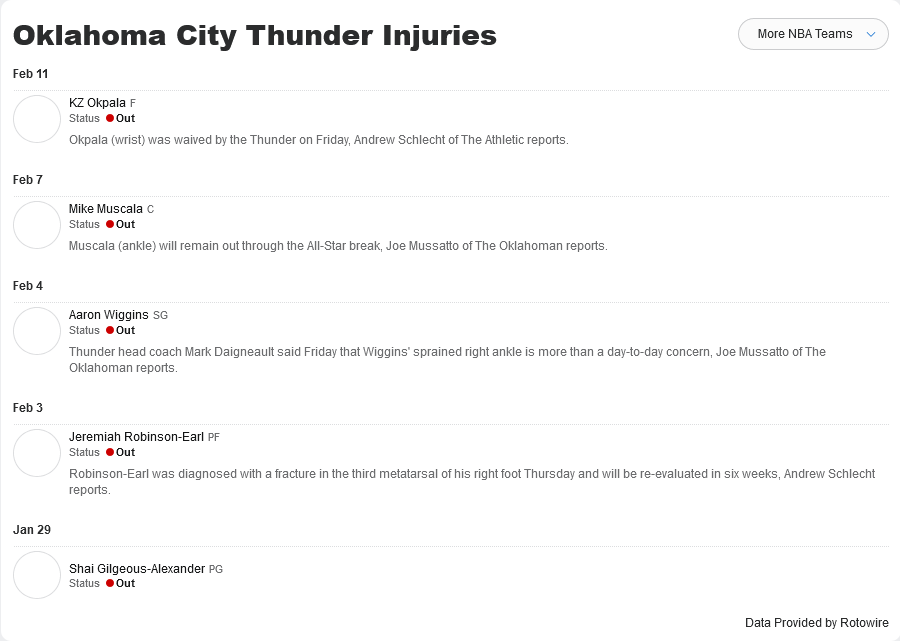 Oklahoma City Thunder Injuries
More NBA Teams
Feb 11
KZ Okpala F
Status Out
Okpala (wrist) was waived by the Thunder on Friday, Andrew Schlecht of The Athletic reports.
Feb 7
Mike Muscala C
Status Out
Muscala (ankle) will remain out through the All-Star break, Joe Mussatto of The Oklahoman reports.
Feb 4
Aaron Wiggins SG
Status Out
Thunder head coach Mark Daigneault said Friday that Wiggins' sprained right ankle is more than a day-to-day concern, Joe Mussatto of The
Oklahoman reports.
Feb 3
Jeremiah Robinson-Earl PF
Status Out
Robinson-Earl was diagnosed with a fracture in the third metatarsal of his right foot Thursday and will be re-evaluated in six weeks, Andrew Schlecht
reports.
Jan 29
Shai Gilgeous-Alexander PG
Status Out
Data Provided by Rotowire